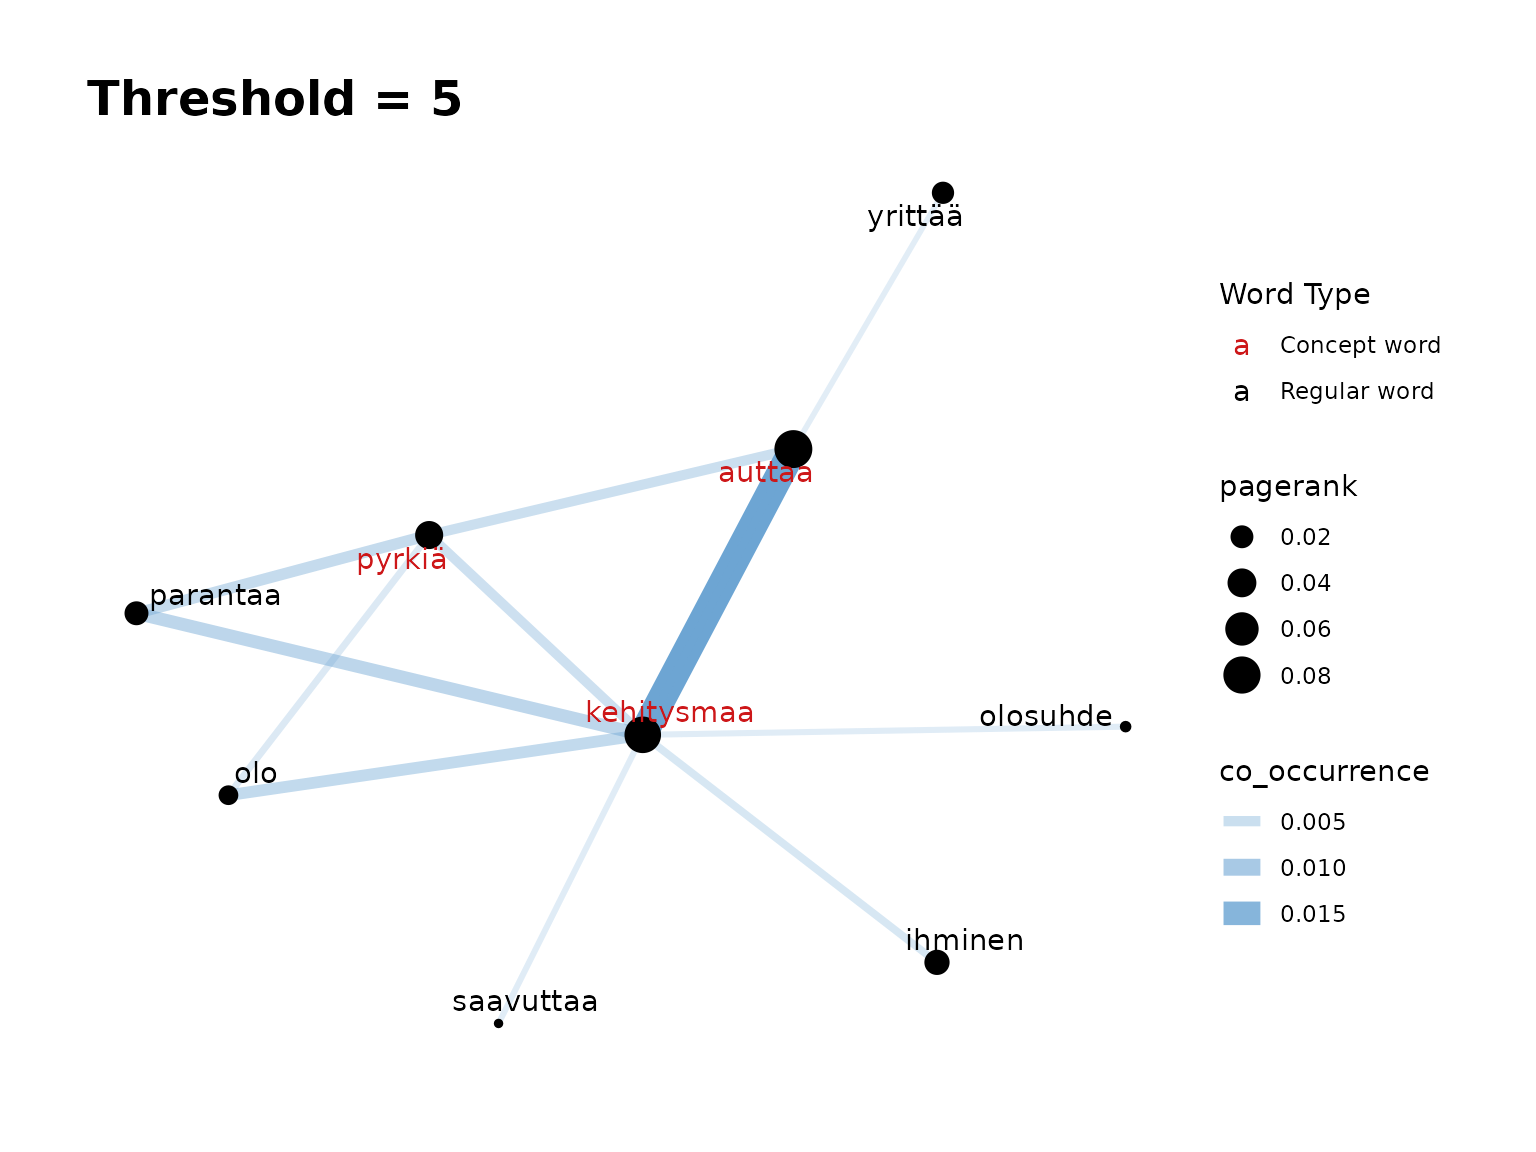 Threshold = 5
yrittää
auttaa
pyrkiä
parantaa
kehitysmaa
olosuhde
olo
ihminen
saavuttaa
Word Type
a Concept word
a Regular word
pagerank
0.02
0.04
0.06
0.08
co_occurrence
0.005
0.010
0.015